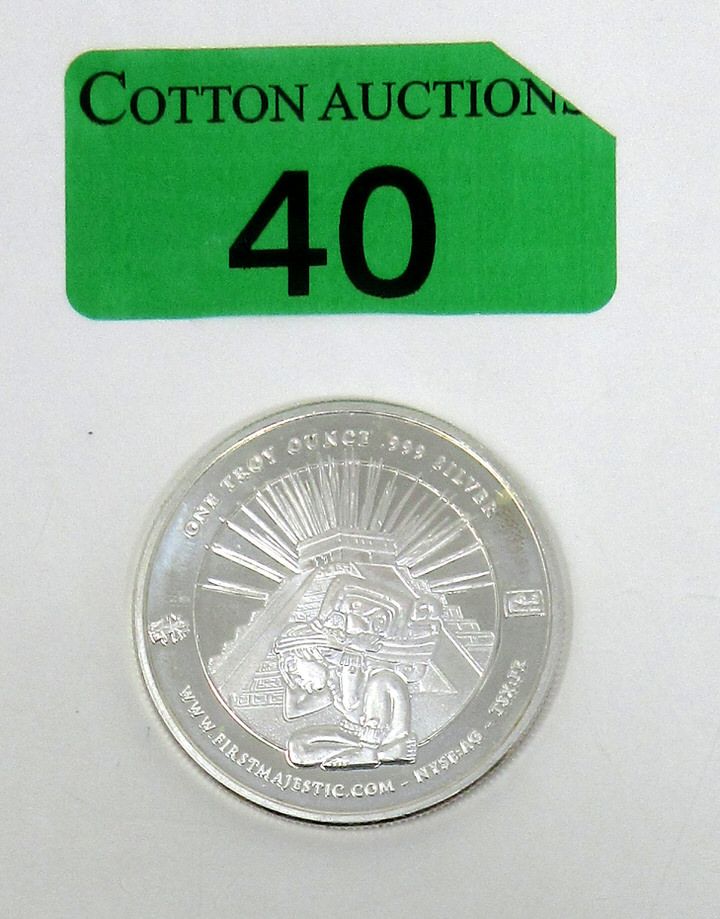 COTTON AUCTIONS
40
ONE TROY OUNCE .999 SILVER
WWW.FIRSTMAJESTIC.COM - NYSE:AG - TSX:FR